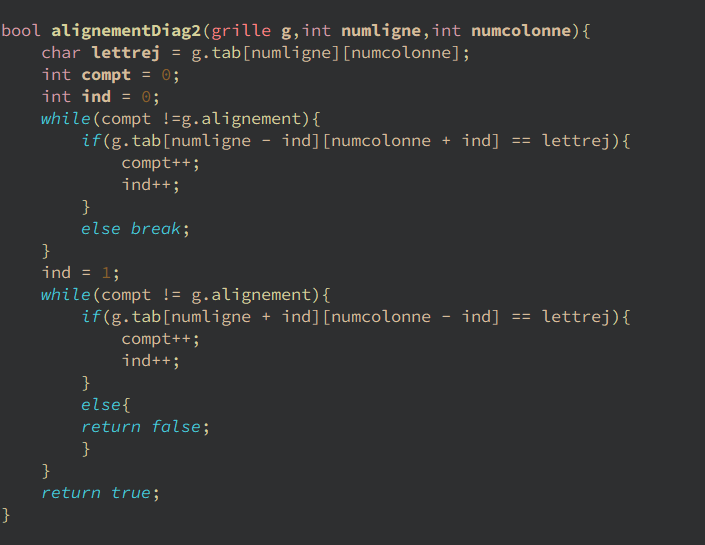 bool alignementDiag2(grille g,int numligne,int numcolonne){
    char lettrej = g.tab[numligne][numcolonne];
    int compt = 0;
    int ind = 0;
    while(compt !=g.alignement){
        if(g.tab[numligne - ind][numcolonne + ind] == lettrej){
            compt++;
            ind++;
        }
        else break;
    }
    ind = 1;
    while(compt != g.alignement){
        if(g.tab[numligne + ind][numcolonne - ind] == lettrej){
            compt++;
            ind++;
        }
        else{
        return false;
        }
    }
    return true;
}